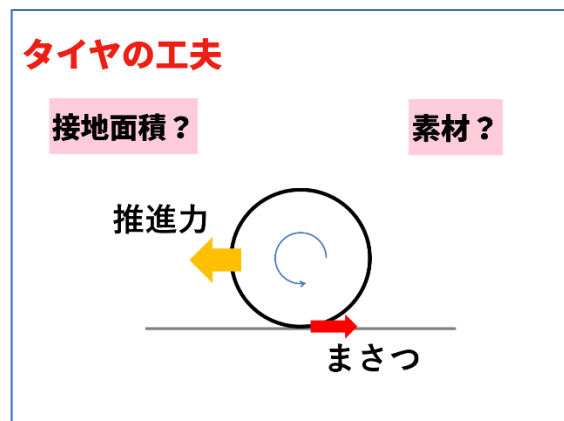 タイヤの工夫
接地面積？
素材？
推進力
まさつ